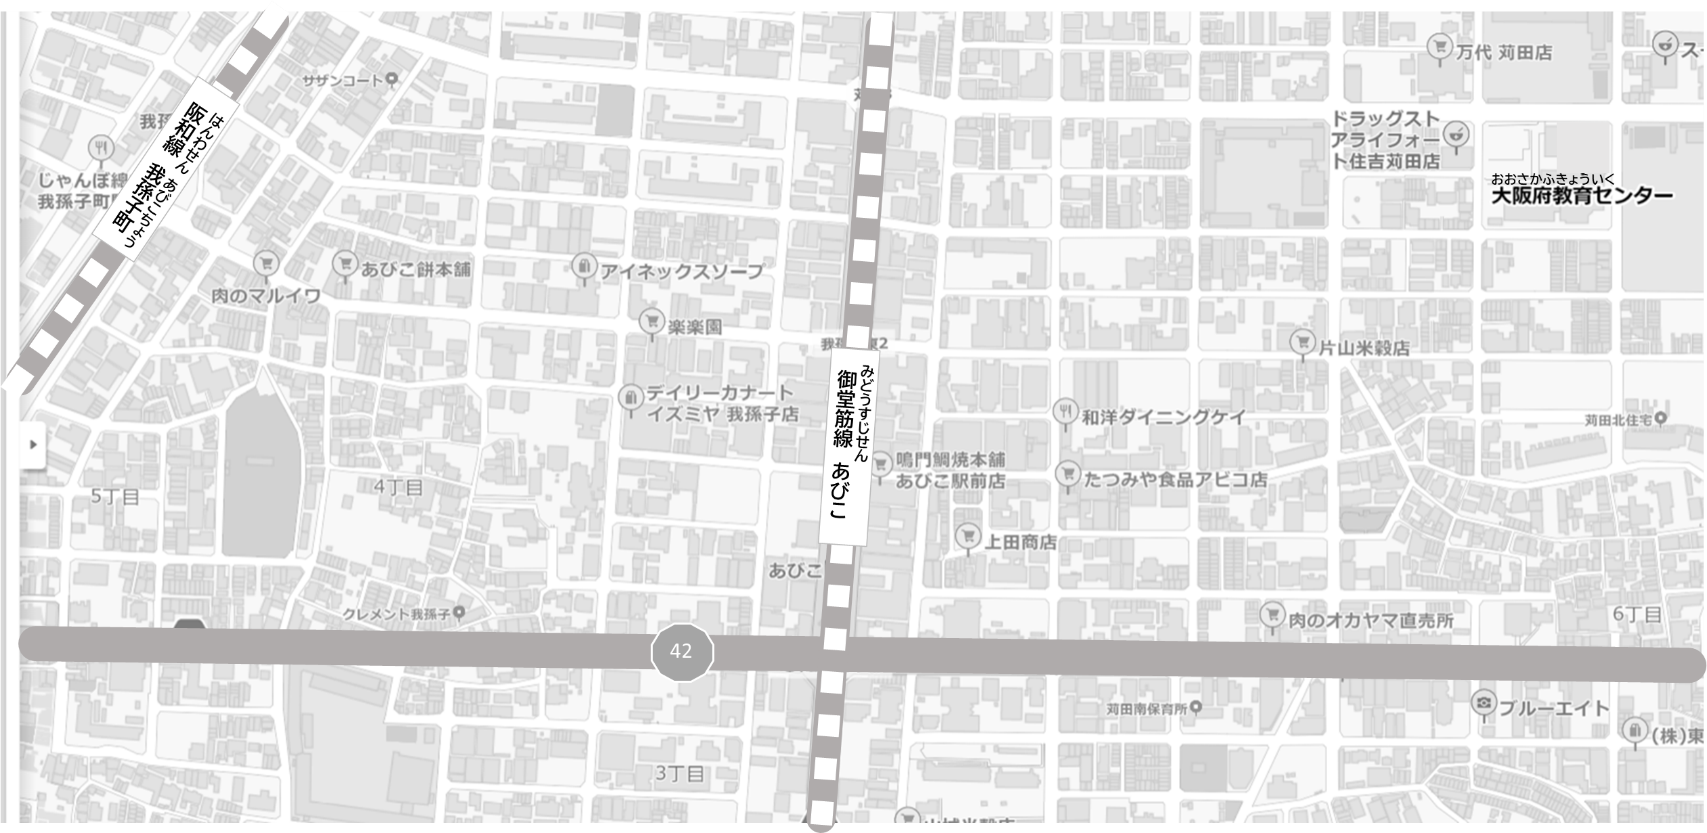 万代 苅田店
サザンコート
ドラッグスト
アライフォー
ト住吉苅田店
はんわせん あびこちょう
阪和線 我孫子町
じゃんぼ總
我孫子町
おおさかふきょういく
大阪府教育センター
あびこ餅本舗
アイネックスソープ
肉のマルイワ
楽楽園
片山米穀店
みどうすじせん
御堂筋線 あびこ
デイリーカナート
イズミヤ 我孫子店
和洋ダイニングケイ
苅田北住宅
鳴門鯛焼本舗
あびこ駅前店
たつみや食品アビコ店
4丁目
5丁目
上田商店
あびこ
クレメント我孫子
肉のオカヤマ直売所
6丁目
42
苅田南保育所
ブルーエイト
(株)東
3丁目